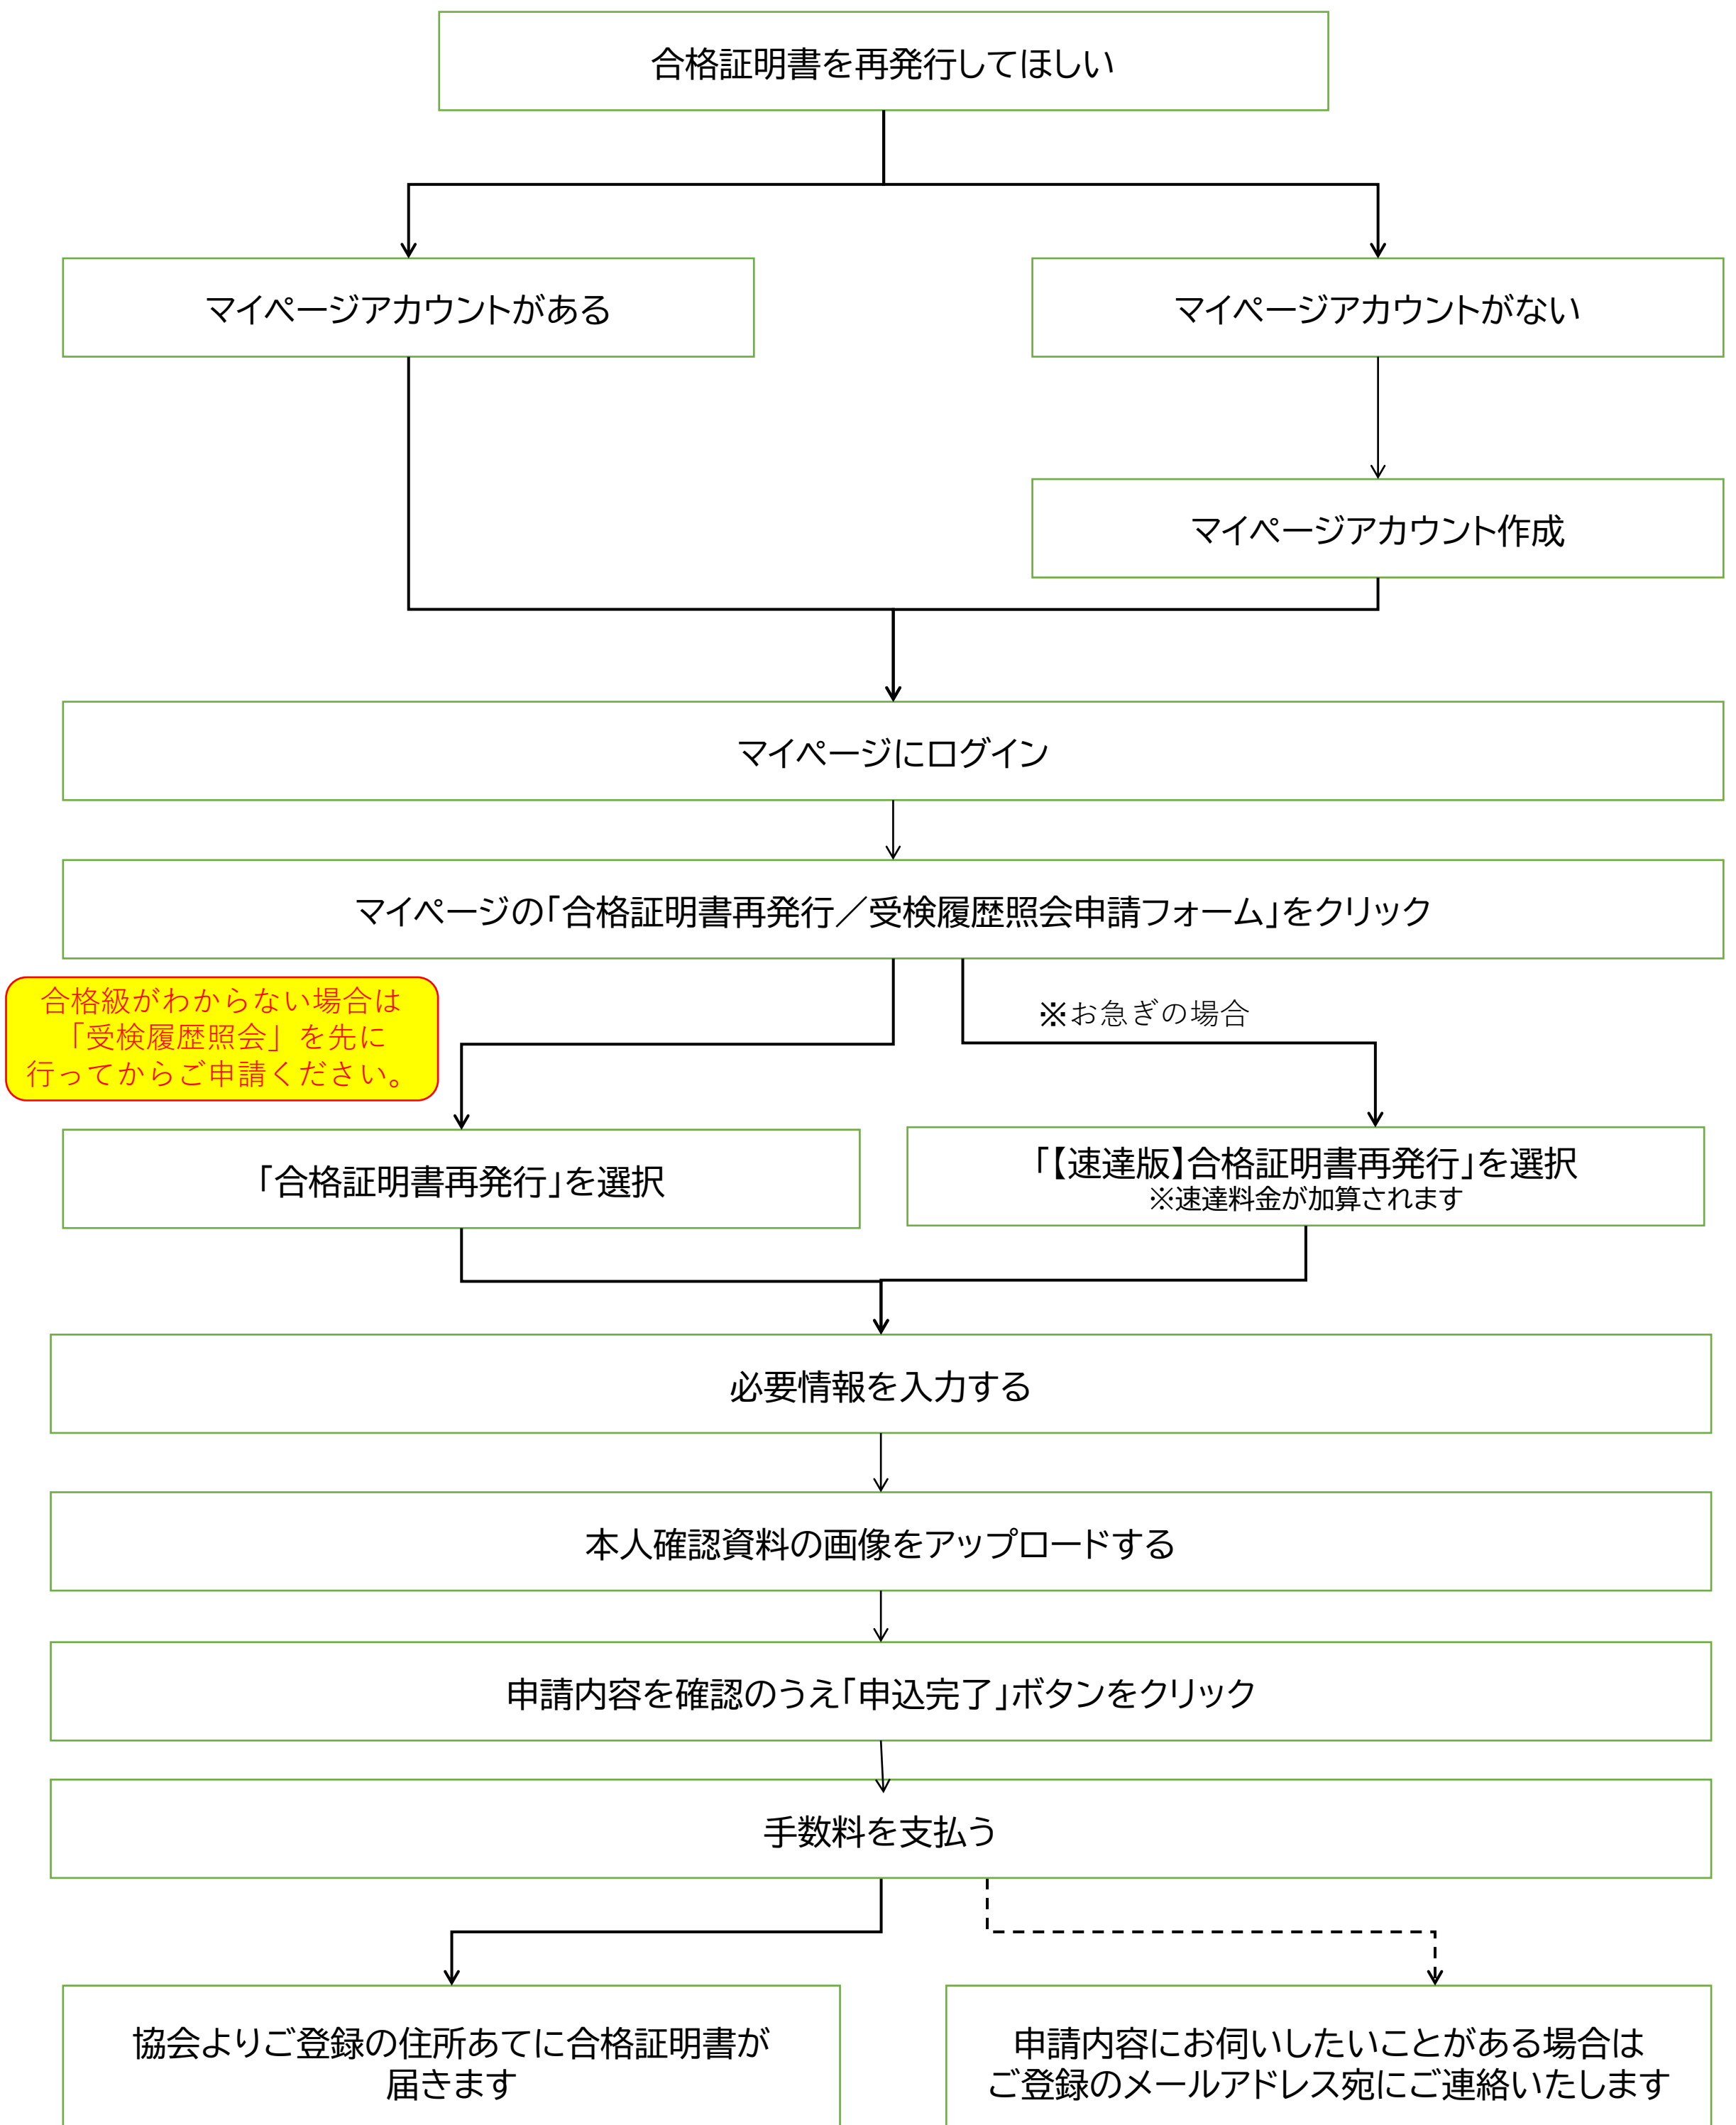 合格証明書を再発行してほしい
マイページアカウントがある
マイページアカウントがない
マイページアカウント作成
マイページにログイン
マイページの｢合格証明書再発行／受検履歴照会申請フォーム｣をクリック
合格級がわからない場合は
「受検履歴照会」を先に
行ってからご申請ください。
※お急ぎの場合
｢合格証明書再発行｣を選択
｢【速達版】合格証明書再発行｣を選択
※速達料金が加算されます
必要情報を入力する
本人確認資料の画像をアップロードする
申請内容を確認のうえ｢申込完了｣ボタンをクリック
手数料を支払う
協会よりご登録の住所あてに合格証明書が
届きます
申請内容にお伺いしたいことがある場合は
ご登録のメールアドレス宛にご連絡いたします